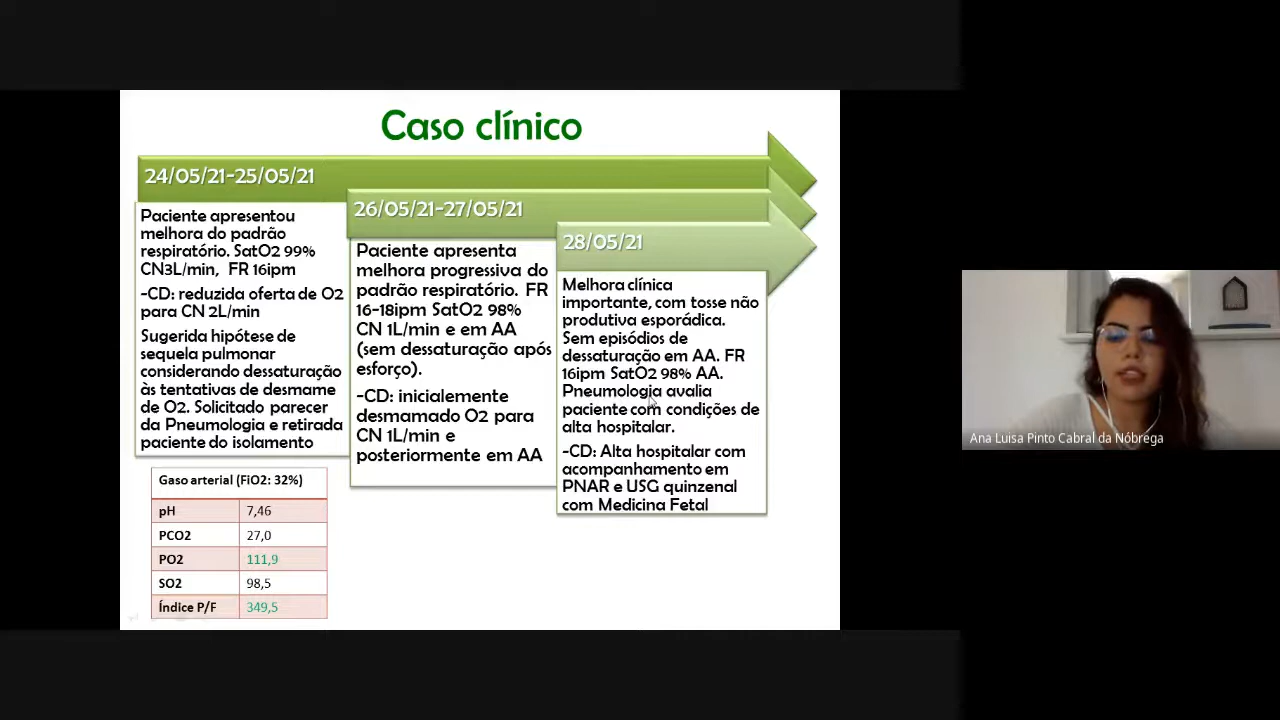 Caso clínico
24/05/21-25/05/21
Paciente apresentou
melhora do padrão
respiratório. SatO2 99%
CN3L/min, FR 16ipm
-CD: reduzida oferta de O2
para CN 2L/min
Sugerida hipótese de
sequela pulmonar
considerando dessaturação
às tentativas de desmame
de O2. Solicitado parecer
da Pneumologia e retirada
paciente do isolamento
26/05/21-27/05/21
Paciente apresenta
melhora progressiva do
padrão respiratório. FR
16-18ipm SatO2 98%
CN 1L/min e em AA
(sem dessaturação após
esforço).
-CD: inicialemente
desmamado O2 para
CN 1L/min e
posteriormente em AA
28/05/21
Melhora clínica
importante, com tosse não
produtiva esporádica.
Sem episódios de
dessaturação em AA. FR
16ipm SatO2 98% AA.
Pneumologia avalia
paciente com condições de
alta hospitalar.
-CD: Alta hospitalar com
acompanhamento em
PNAR e USG quinzenal
com Medicina Fetal
Gaso arterial (FiO2: 32%)
pH 7,46
PCO2 27,0
PO2 111,9
SO2 98,5
Índice P/F 349,5
Ana Luisa Pinto Cabral da Nóbrega